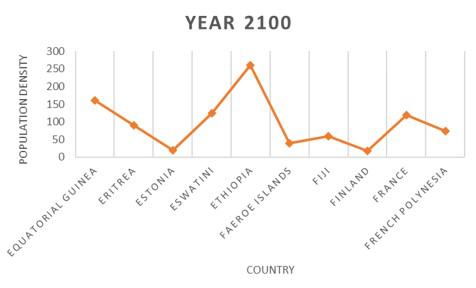 YEAR 2100
POPULATION DENSITY
300
250
200
150
100
50
0
EQUATORIAL GUINEA
ERITREA
ESTONIA
ESWATINI
ETHIOPIA
FAEROE ISLANDS
FIJI
FINLAND
FRANCE
FRENCH POLYNESIA
COUNTRY